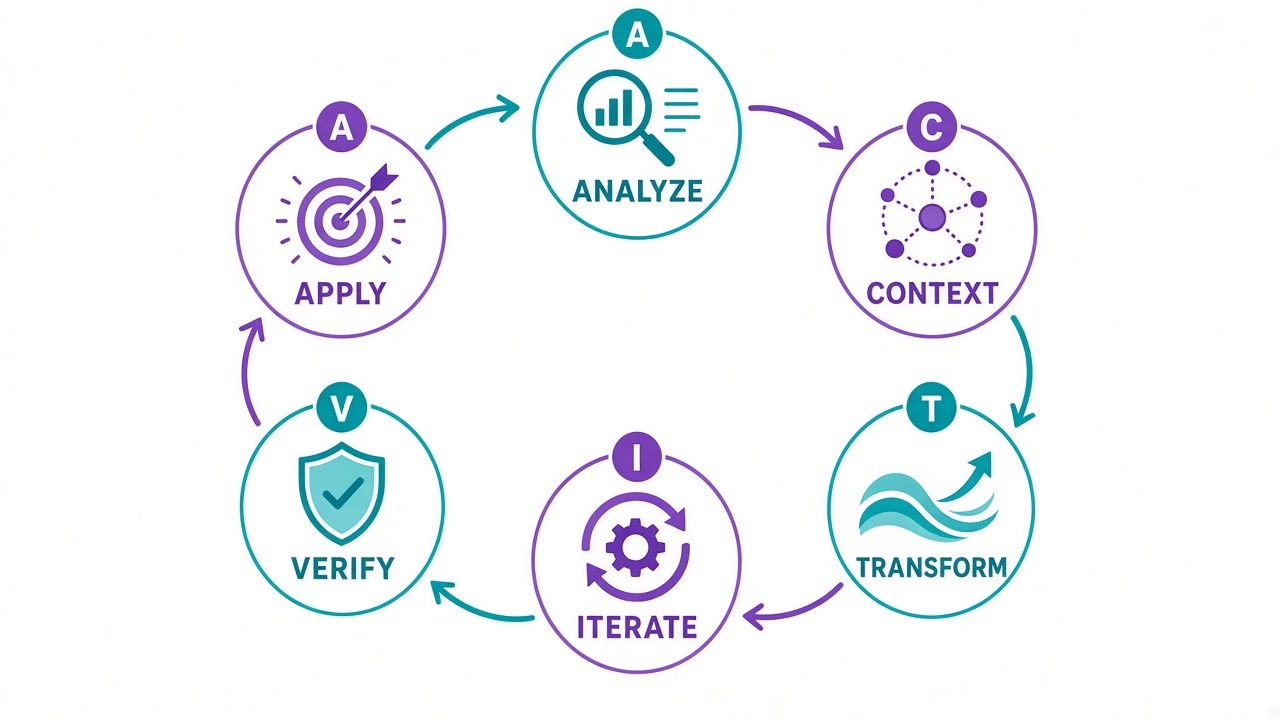 A
ANALYZE
C
CONTEXT
T
TRANSFORM
I
ITERATE
V
VERIFY
A
APPLY